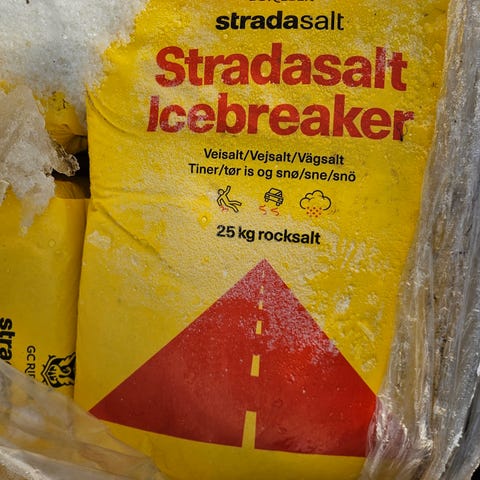 stradasalt
Stradasalt
Icebreaker
Veisalt/Vejsalt/Vägsalt
Tiner/tør is og snø/sne/snö
25 kg rocksalt